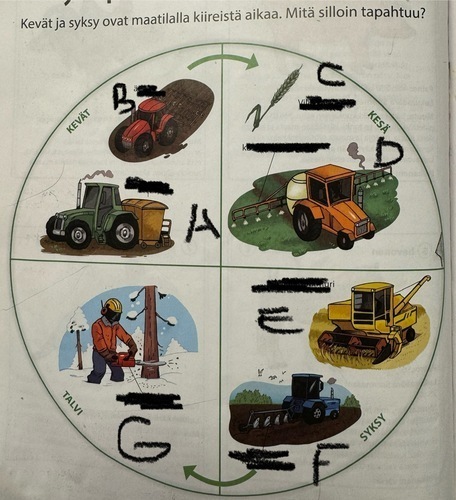 Kevät ja syksy ovat maatilalla kiireistä aikaa. Mitä silloin tapahtuu?
KEVÄT
B
C
KESÄ
D
A
E
TALVI
G
SYKSY
F